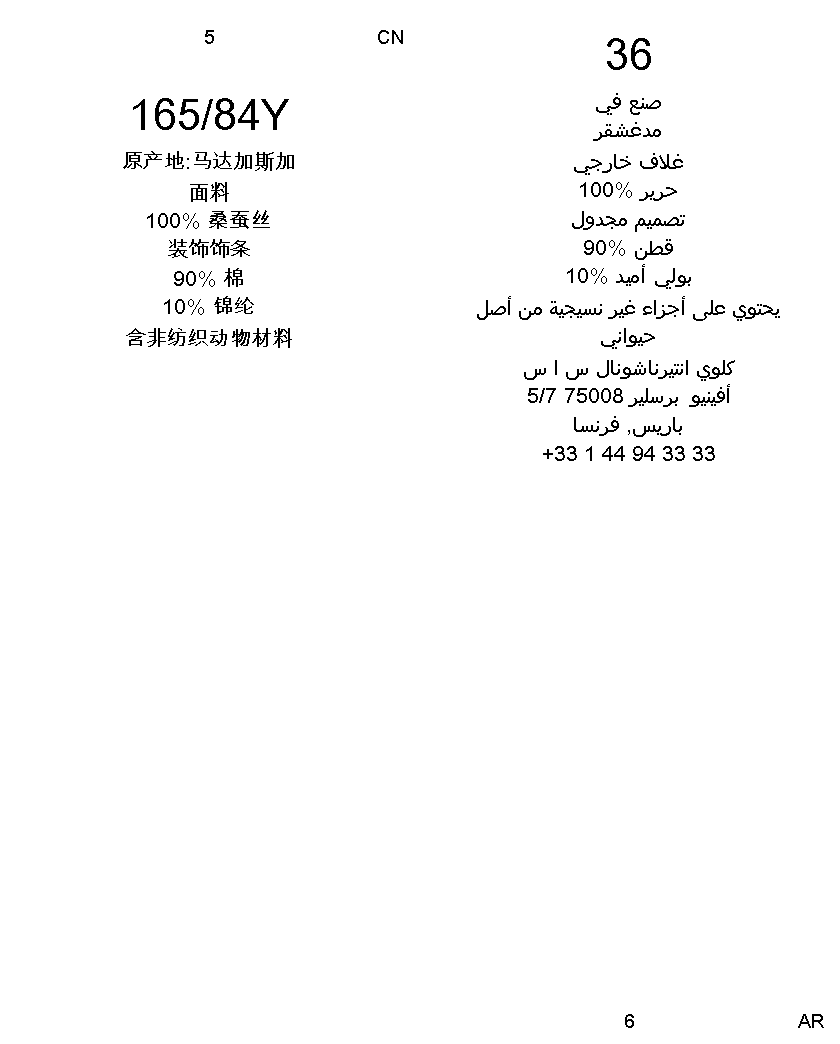 5
CN
165/84Y
原产地:马达加斯加
面料
100% 桑蚕丝
装饰饰条
90% 棉
10% 锦纶
含非纺织动物材料
36
صنع في
مدغشقر
غلاف خارجي
100% حرير
تصميم مجدول
90% قطن
10% بولي أميد
يحتوي على أجزاء غير نسيجية من أصل
حيواني
كلوي انتيرناشونال س ا س
5/7 75008 أفينيو برسلير
باريس, فرنسا
+33 1 44 94 33 33
6
AR